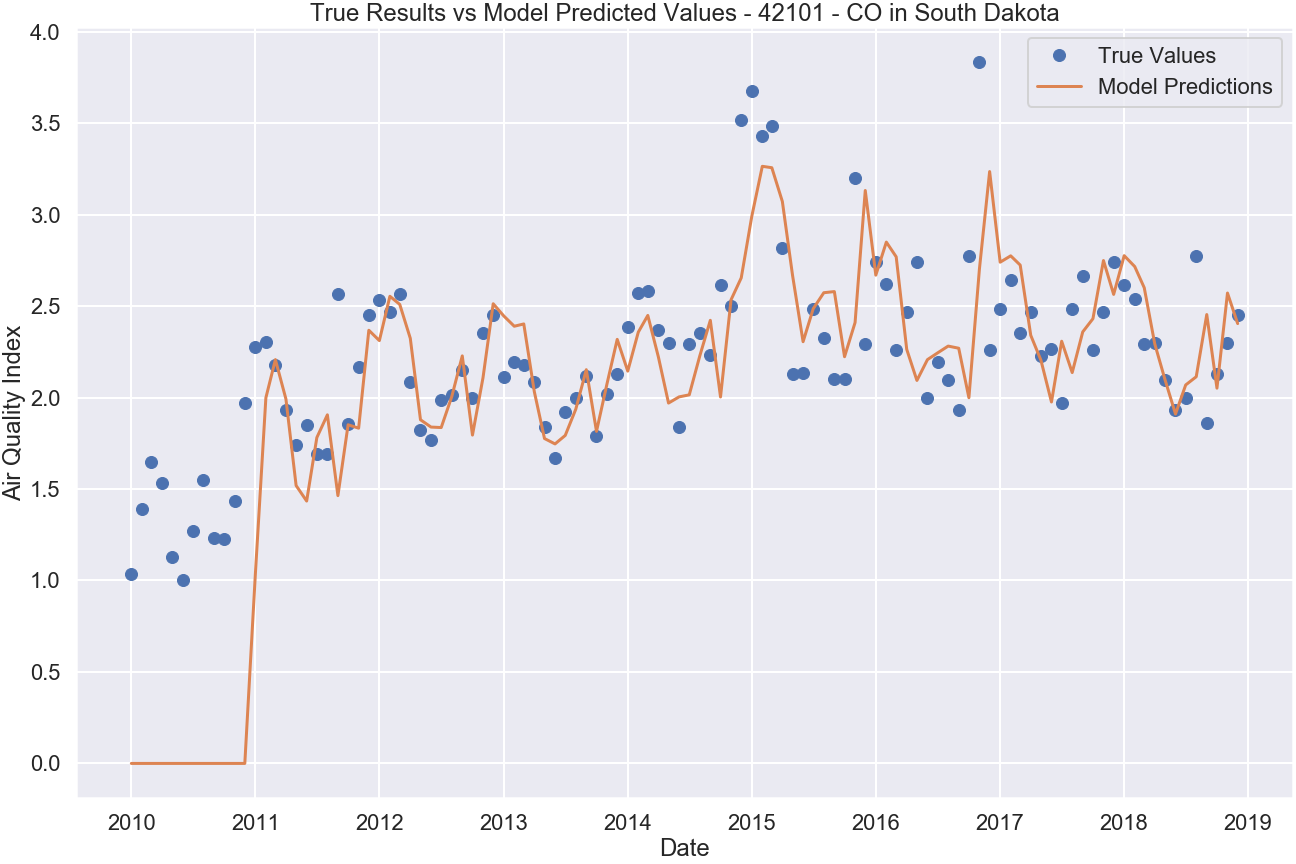 True Results vs Model Predicted Values - 42101 - CO in South Dakota
True Values
Model Predictions
Air Quality Index
4.0
3.5
3.0
2.5
2.0
1.5
1.0
0.5
0.0
2010 2011 2012 2013 2014 2015 2016 2017 2018 2019
Date